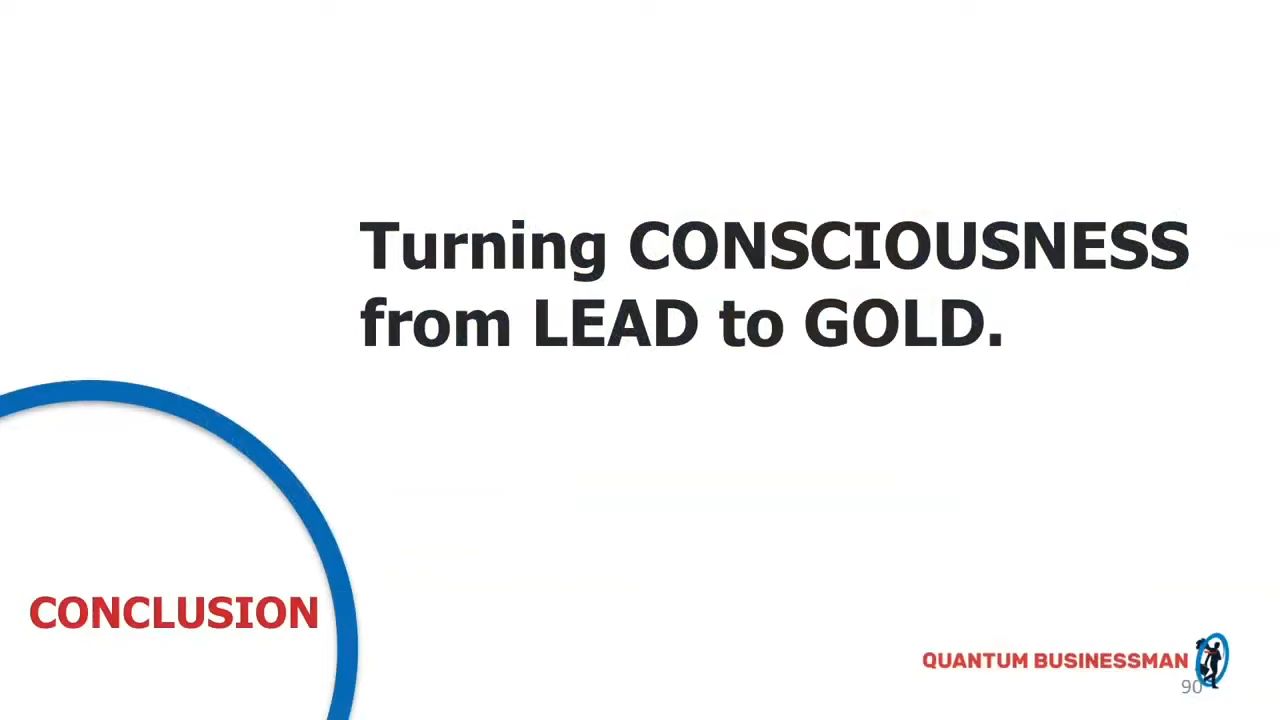 Turning CONSCIOUSNESS
from LEAD to GOLD.
CONCLUSION
QUANTUM BUSINESSMAN
90